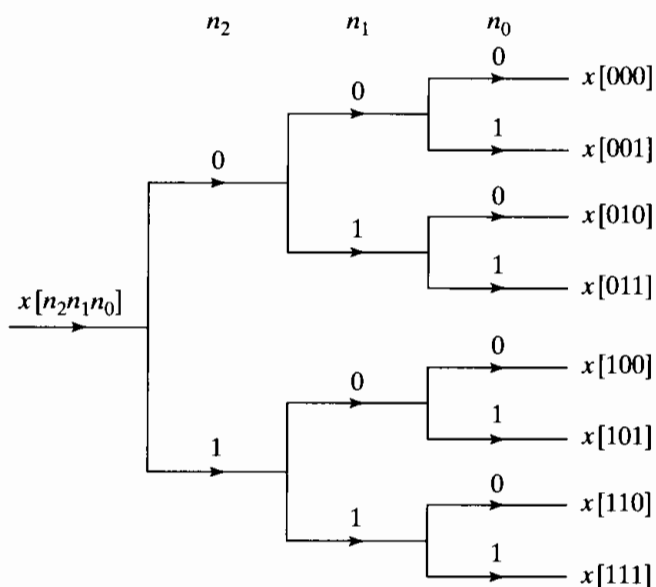 n₂ n₁ n₀
0 x[000]
0
1 x[001]
0
0 x[010]
1
1 x[011]
x[n₂n₁n₀]
0 x[100]
0
1 x[101]
1
0 x[110]
1
1 x[111]